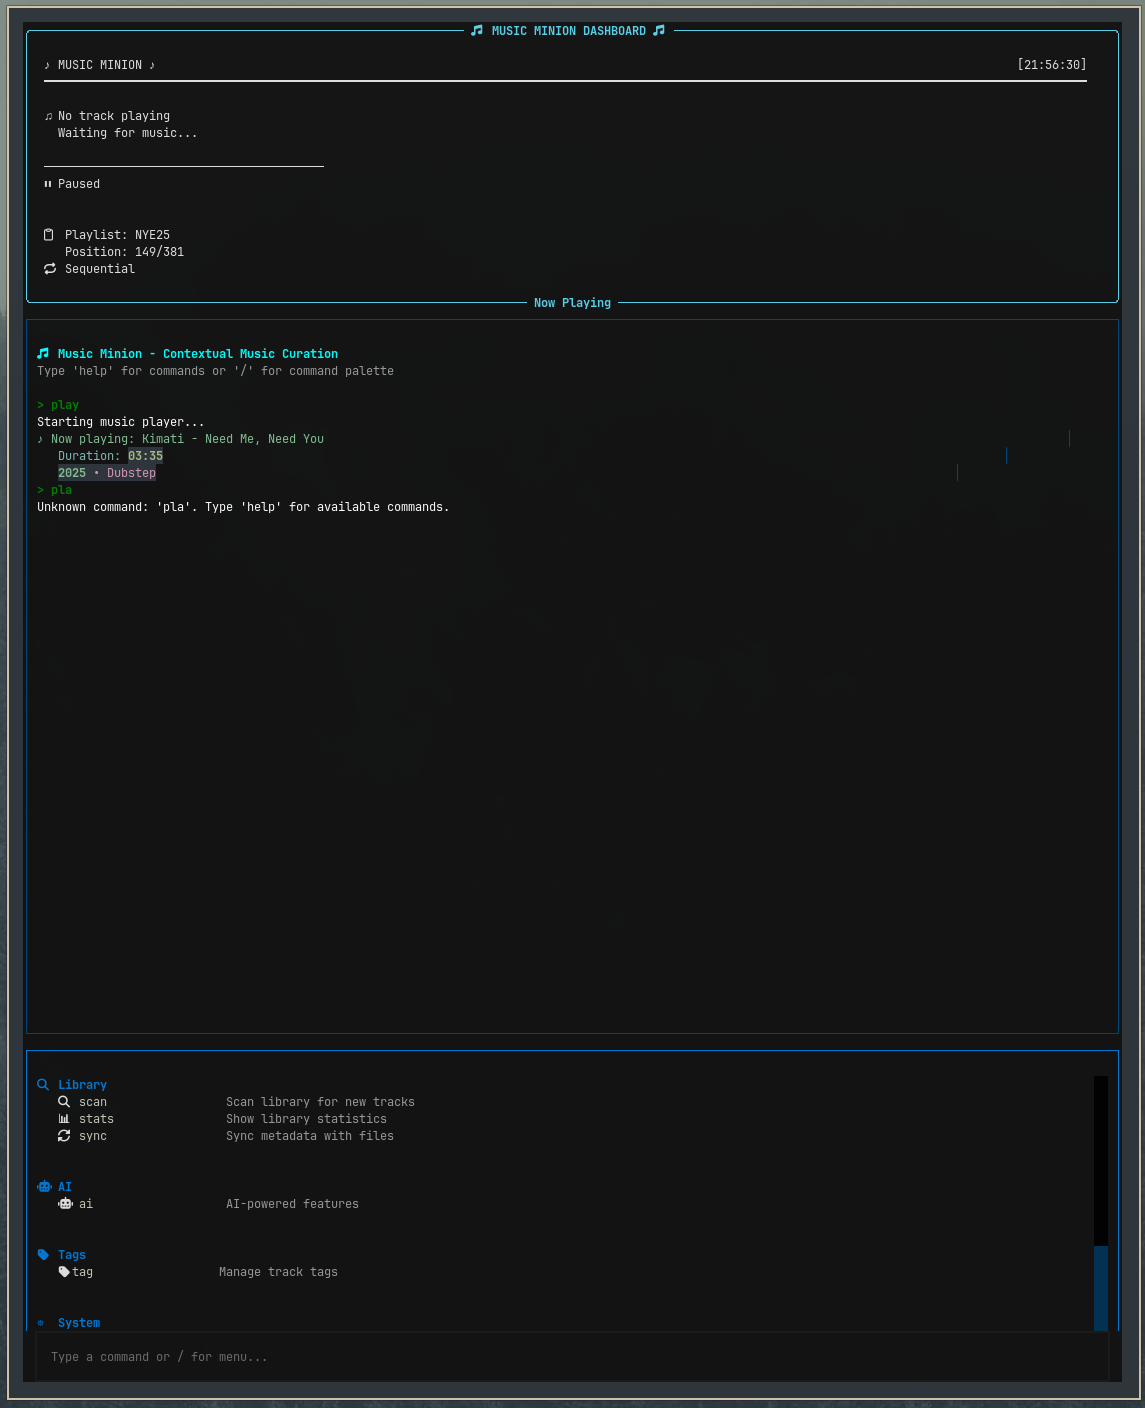 MUSIC MINION DASHBOARD
♪ MUSIC MINION ♪ [21:56:30]
♫ No track playing
Waiting for music...
Paused
Playlist: NYE25
Position: 149/381
Sequential
Now Playing
Music Minion - Contextual Music Curation
Type 'help' for commands or '/' for command palette
> play
Starting music player...
♪ Now playing: Kimati - Need Me, Need You
Duration: 03:35
2025 • Dubstep
> pla
Unknown command: 'pla'. Type 'help' for available commands.
Library
scan Scan library for new tracks
stats Show library statistics
sync Sync metadata with files
AI
ai AI-powered features
Tags
tag Manage track tags
System
Type a command or / for menu...